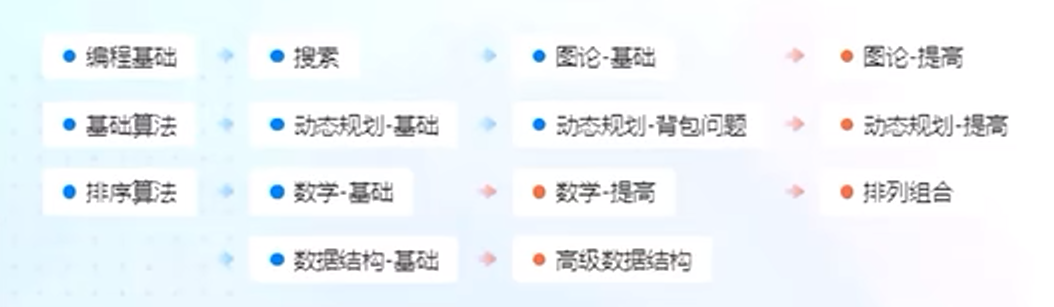 编程基础 搜索 图论-基础 图论-提高
基础算法 动态规划-基础 动态规划-背包问题 动态规划-提高
排序算法 数学-基础 数学-提高 排列组合
数据结构-基础 高级数据结构